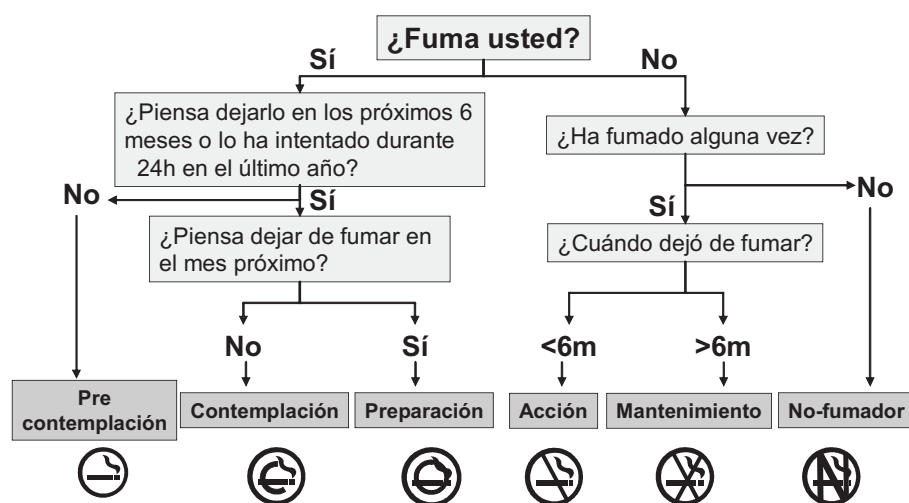 ¿Fuma usted?
Sí
No
¿Piensa dejarlo en los próximos 6
meses o lo ha intentado durante
24h en el último año?
¿Ha fumado alguna vez?
No
Sí
Sí
No
¿Piensa dejar de fumar en
el mes próximo?
¿Cuándo dejó de fumar?
No
Sí
<6m
>6m
Pre
contemplación
Contemplación
Preparación
Acción
Mantenimiento
No-fumador